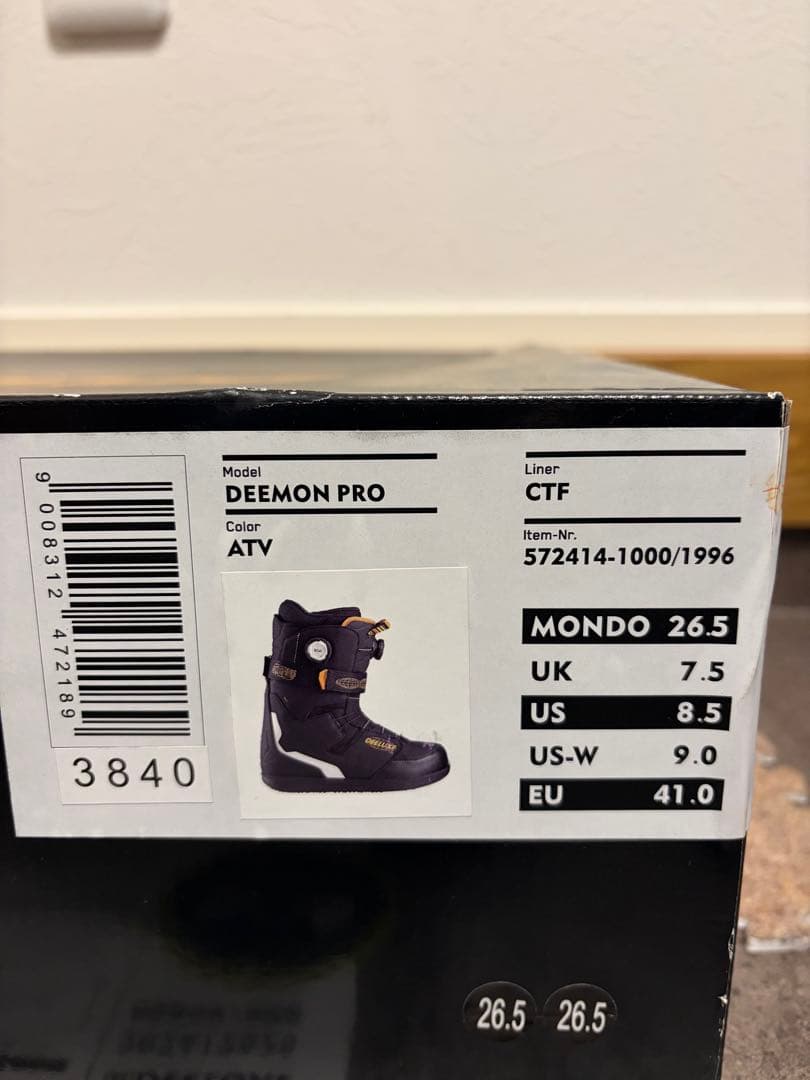 9 008312 472189
3840
Model
DEEMON PRO
Color
ATV
DEELUXE
Liner
CTF
Item-Nr.
572414-1000/1996
MONDO 26.5
UK 7.5
US 8.5
US-W 9.0
EU 41.0
26.5 26.5